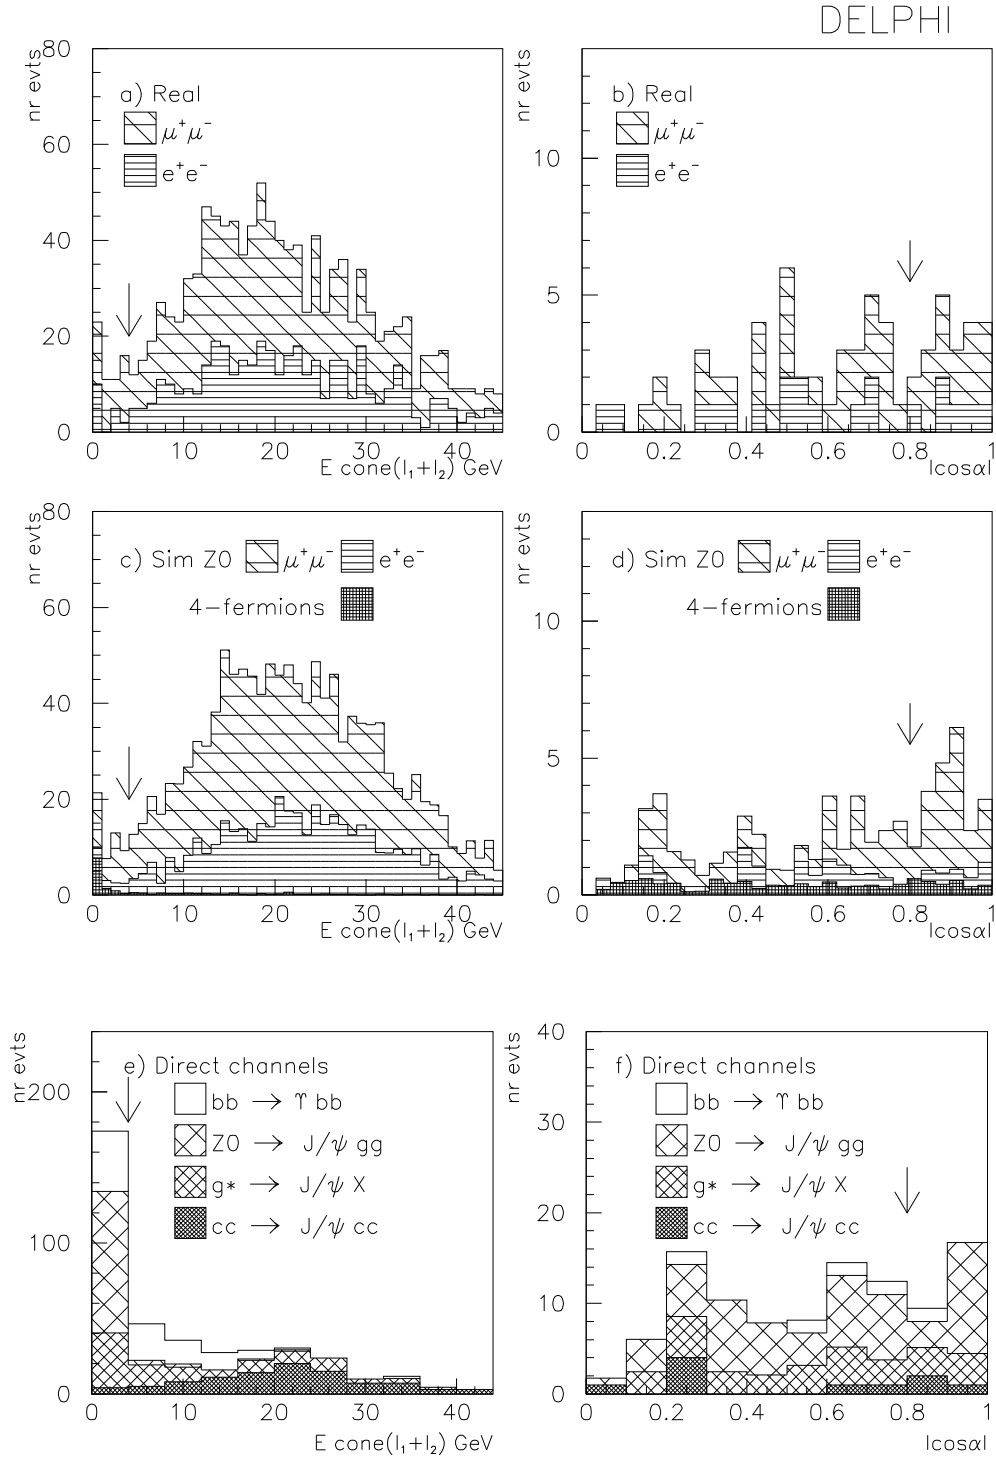 DELPHI
nr evts
80
60
40
20
0
a) Real
μ⁺μ⁻
e⁺e⁻
0 10 20 30 40
E cone(l₁+l₂) GeV
nr evts
10
5
0
b) Real
μ⁺μ⁻
e⁺e⁻
0 0.2 0.4 0.6 0.8 1
|cosα|
nr evts
80
60
40
20
0
c) Sim Z0 μ⁺μ⁻ e⁺e⁻
4-fermions
0 10 20 30 40
E cone(l₁+l₂) GeV
nr evts
10
5
0
d) Sim Z0 μ⁺μ⁻ e⁺e⁻
4-fermions
0 0.2 0.4 0.6 0.8 1
|cosα|
nr evts
200
100
0
e) Direct channels
bb → ϒ bb
Z0 → J/ψ gg
g* → J/ψ X
cc → J/ψ cc
0 10 20 30 40
E cone(l₁+l₂) GeV
nr evts
40
30
20
10
0
f) Direct channels
bb → ϒ bb
Z0 → J/ψ gg
g* → J/ψ X
cc → J/ψ cc
0 0.2 0.4 0.6 0.8 1
|cosα|